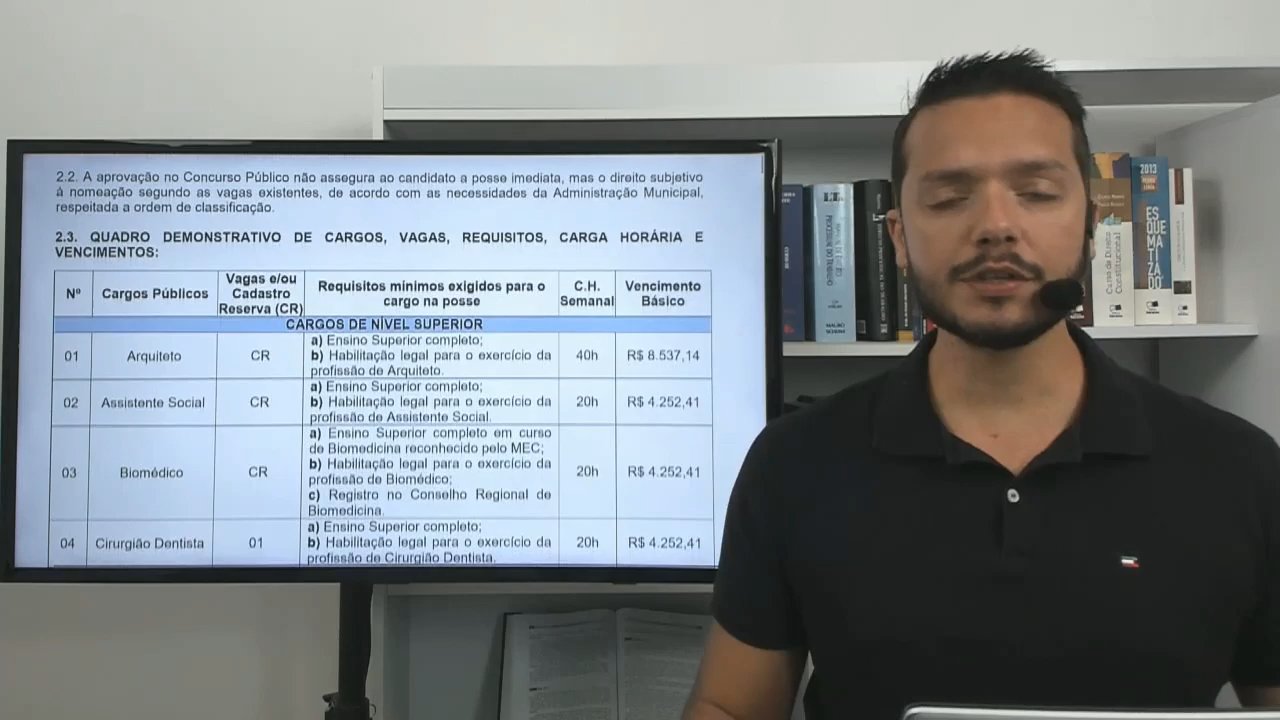 2.2. A aprovação no Concurso Público não assegura ao candidato a posse imediata, mas o direito subjetivo
à nomeação segundo as vagas existentes, de acordo com as necessidades da Administração Municipal,
respeitada a ordem de classificação.
2.3. QUADRO DEMONSTRATIVO DE CARGOS, VAGAS, REQUISITOS, CARGA HORÁRIA E
VENCIMENTOS:
Nº Cargos Públicos Vagas e/ou Cadastro Reserva (CR) Requisitos mínimos exigidos para o cargo na posse C.H. Semanal Vencimento Básico
CARGOS DE NÍVEL SUPERIOR
01 Arquiteto CR
a) Ensino Superior completo;
b) Habilitação legal para o exercício da
profissão de Arquiteto.
40h R$ 8.537,14
02 Assistente Social CR
a) Ensino Superior completo;
b) Habilitação legal para o exercício da
profissão de Assistente Social.
20h R$ 4.252,41
03 Biomédico CR
a) Ensino Superior completo em curso
de Biomedicina reconhecido pelo MEC;
b) Habilitação legal para o exercício da
profissão de Biomédico;
c) Registro no Conselho Regional de
Biomedicina.
20h R$ 4.252,41
04 Cirurgião Dentista 01
a) Ensino Superior completo;
b) Habilitação legal para o exercício da
profissão de Cirurgião Dentista.
20h R$ 4.252,41
2013
ESQUEMATIZADO